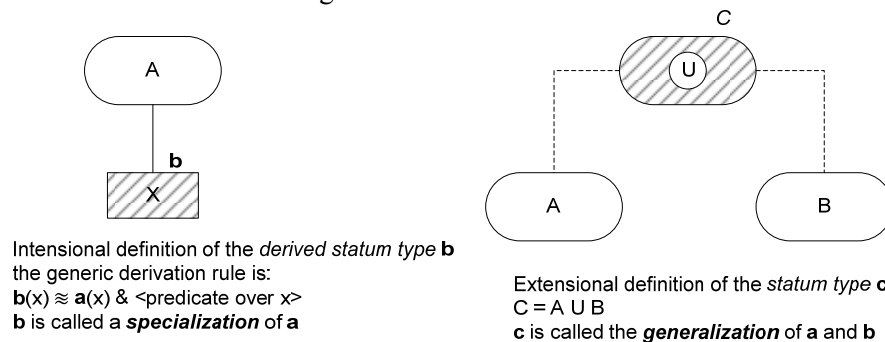 C
A
U
b
X
A
B
Intensional definition of the derived statum type b
the generic derivation rule is:
b(x) ≋ a(x) & <predicate over x>
b is called a specialization of a
Extensional definition of the statum type c
C = A U B
c is called the generalization of a and b